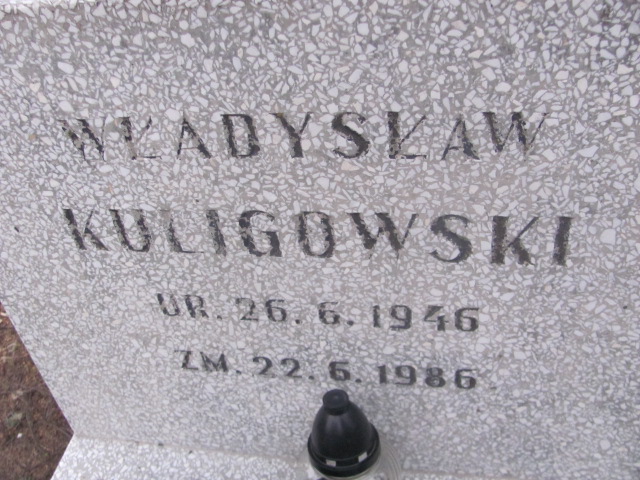 WŁADYSŁAW
KULIGOWSKI
UR. 26.6.1946
ZM. 22.6.1986